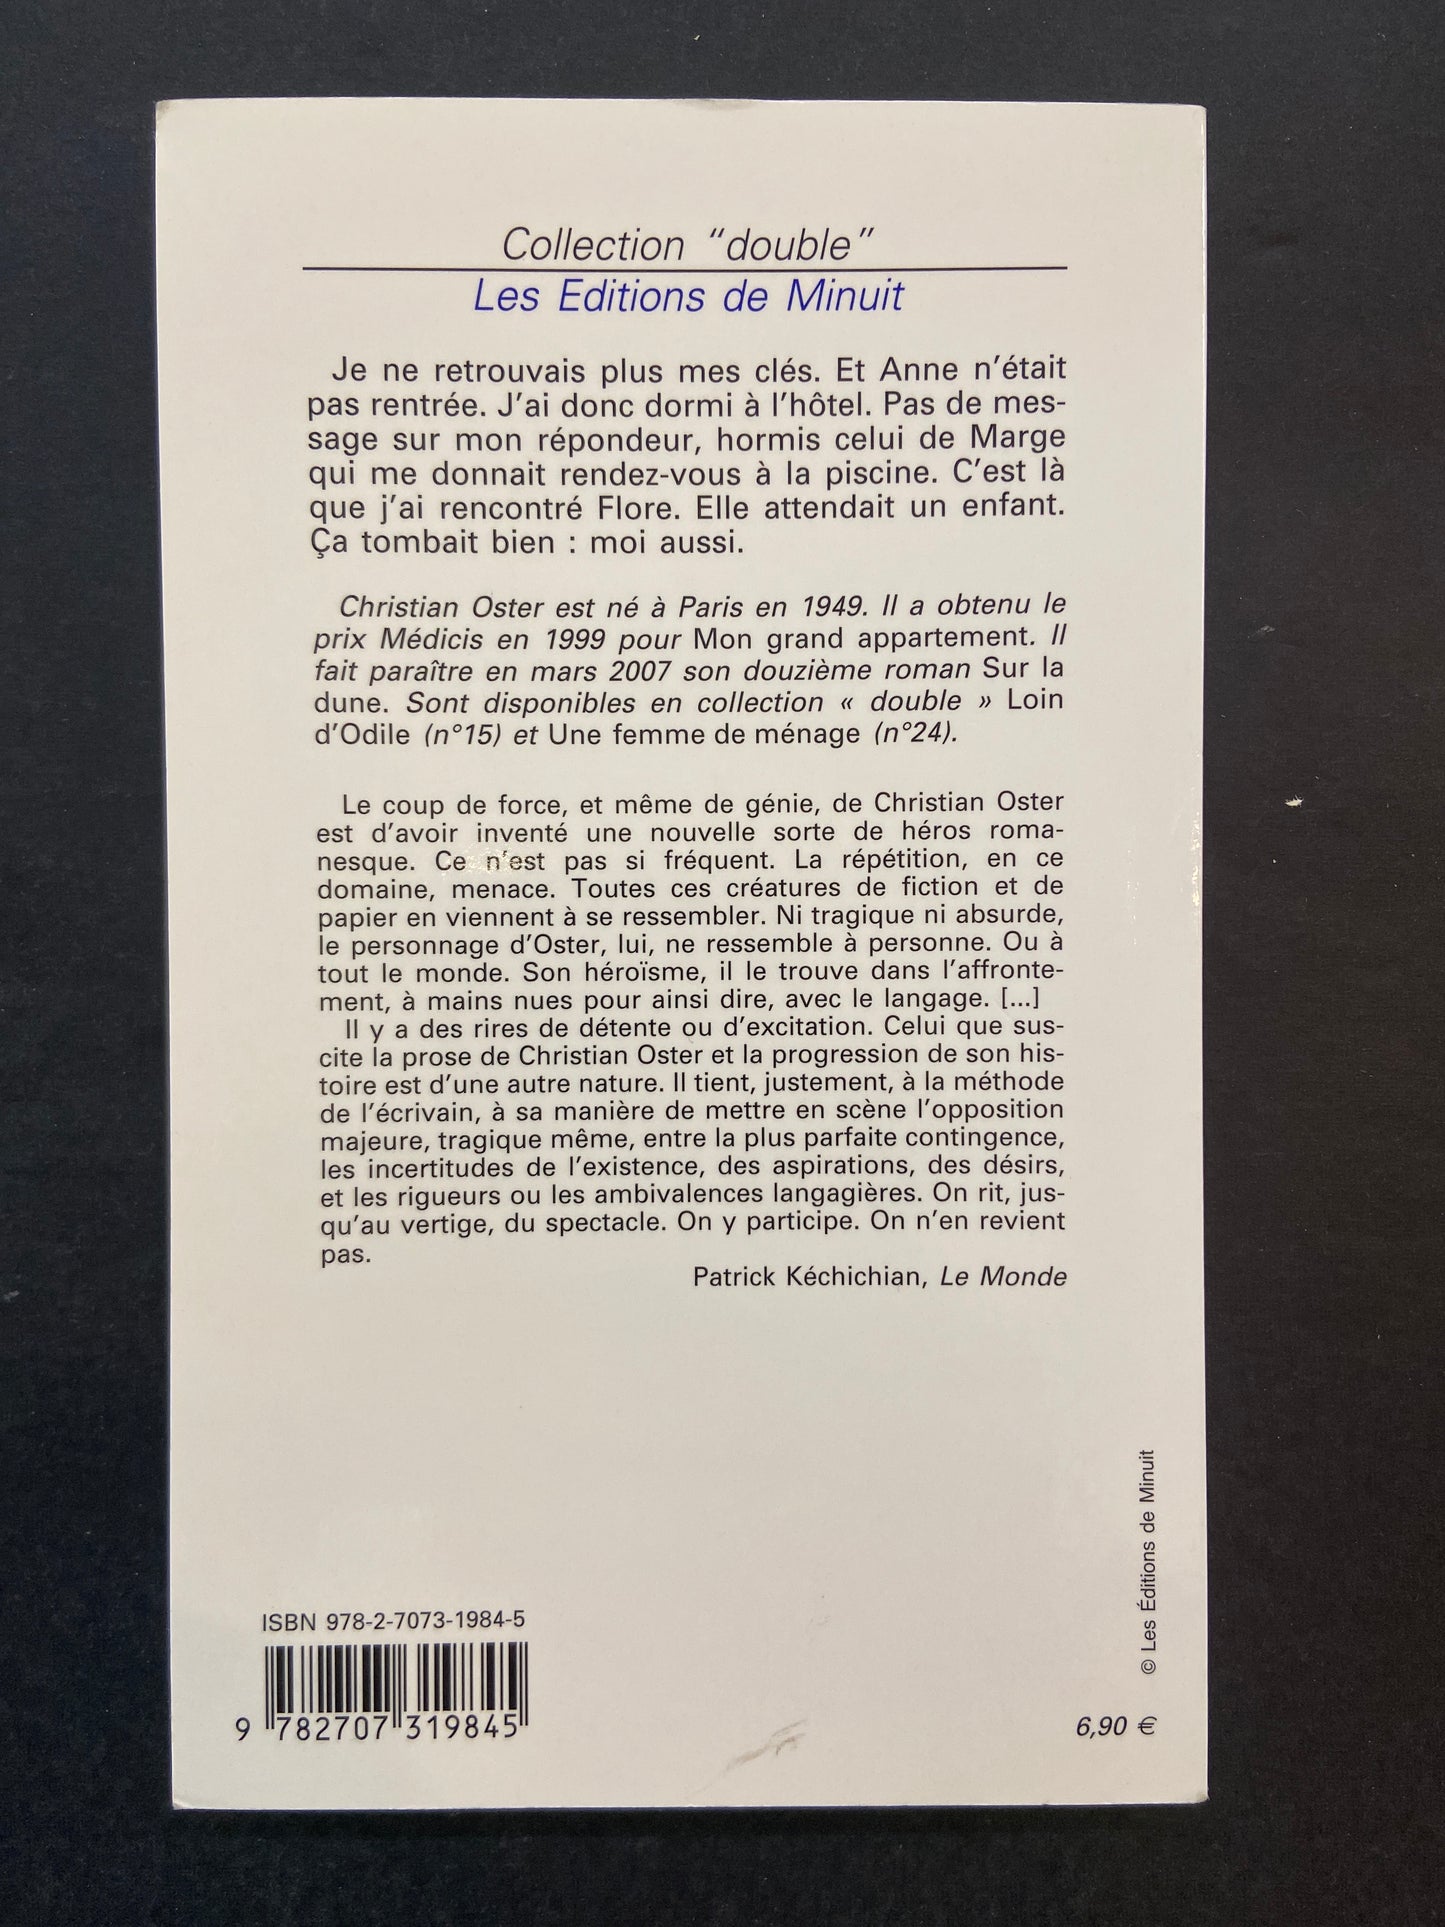 Collection "double"
Les Editions de Minuit
Je ne retrouvais plus mes clés. Et Anne n'était
pas rentrée. J'ai donc dormi à l'hôtel. Pas de mes-
sage sur mon répondeur, hormis celui de Marge
qui me donnait rendez-vous à la piscine. C'est là
que j'ai rencontré Flore. Elle attendait un enfant.
Ça tombait bien : moi aussi.
Christian Oster est né à Paris en 1949. Il a obtenu le
prix Médicis en 1999 pour Mon grand appartement. Il
fait paraître en mars 2007 son douzième roman Sur la
dune. Sont disponibles en collection « double » Loin
d'Odile (n°15) et Une femme de ménage (n°24).
Le coup de force, et même de génie, de Christian Oster
est d'avoir inventé une nouvelle sorte de héros roma-
nesque. Ce n'est pas si fréquent. La répétition, en ce
domaine, menace. Toutes ces créatures de fiction et de
papier en viennent à se ressembler. Ni tragique ni absurde,
le personnage d'Oster, lui, ne ressemble à personne. Ou à
tout le monde. Son héroïsme, il le trouve dans l'affronte-
ment, à mains nues pour ainsi dire, avec le langage. [...]
Il y a des rires de détente ou d'excitation. Celui que sus-
cite la prose de Christian Oster et la progression de son his-
toire est d'une autre nature. Il tient, justement, à la méthode
de l'écrivain, à sa manière de mettre en scène l'opposition
majeure, tragique même, entre la plus parfaite contingence,
les incertitudes de l'existence, des aspirations, des désirs,
et les rigueurs ou les ambivalences langagières. On rit, jus-
qu'au vertige, du spectacle. On y participe. On n'en revient
pas.
Patrick Kéchichian, Le Monde
© Les Éditions de Minuit
ISBN 978-2-7073-1984-5
9 782707 319845
6,90 €